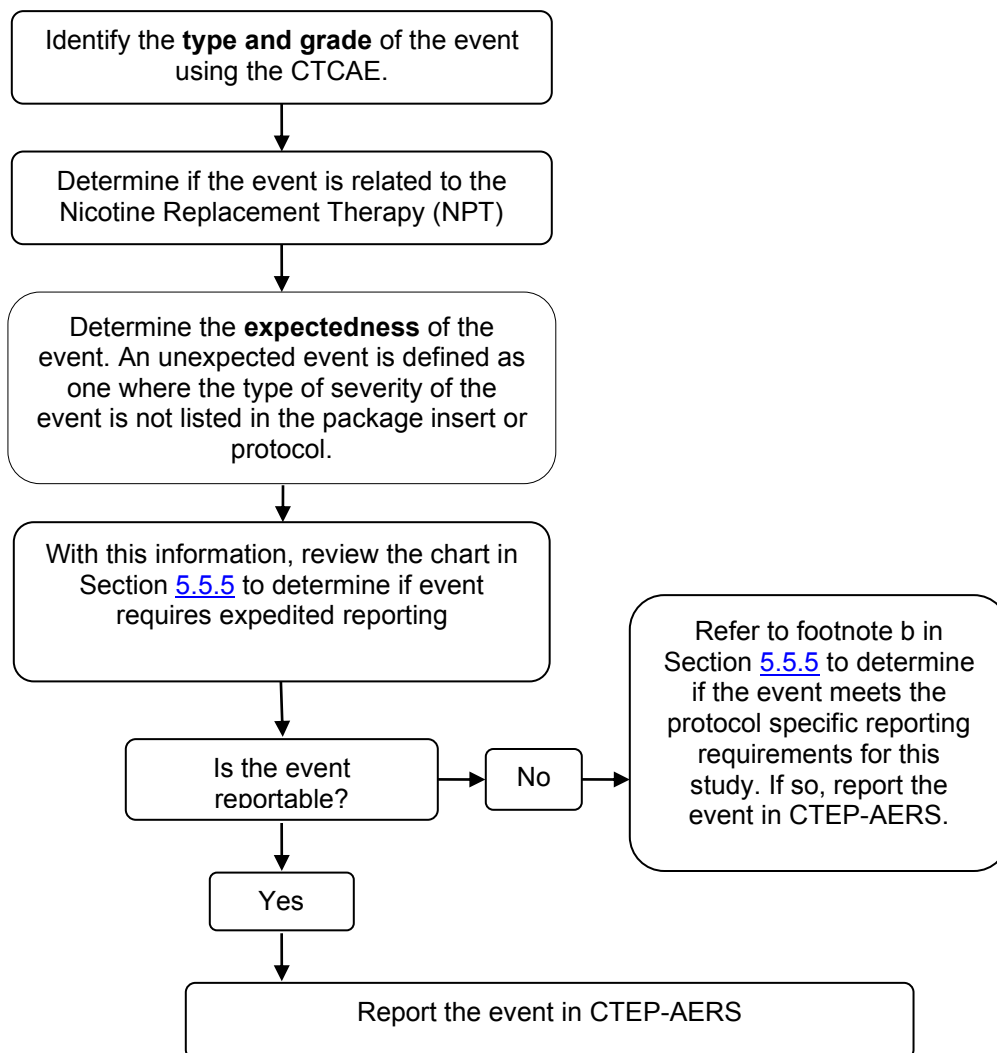 Identify the type and grade of the event
using the CTCAE.
Determine if the event is related to the
Nicotine Replacement Therapy (NPT)
Determine the expectedness of the
event. An unexpected event is defined as
one where the type of severity of the
event is not listed in the package insert or
protocol.
With this information, review the chart in
Section 5.5.5 to determine if event
requires expedited reporting
Is the event
reportable?
No
Refer to footnote b in
Section 5.5.5 to determine
if the event meets the
protocol specific reporting
requirements for this
study. If so, report the
event in CTEP-AERS.
Yes
Report the event in CTEP-AERS